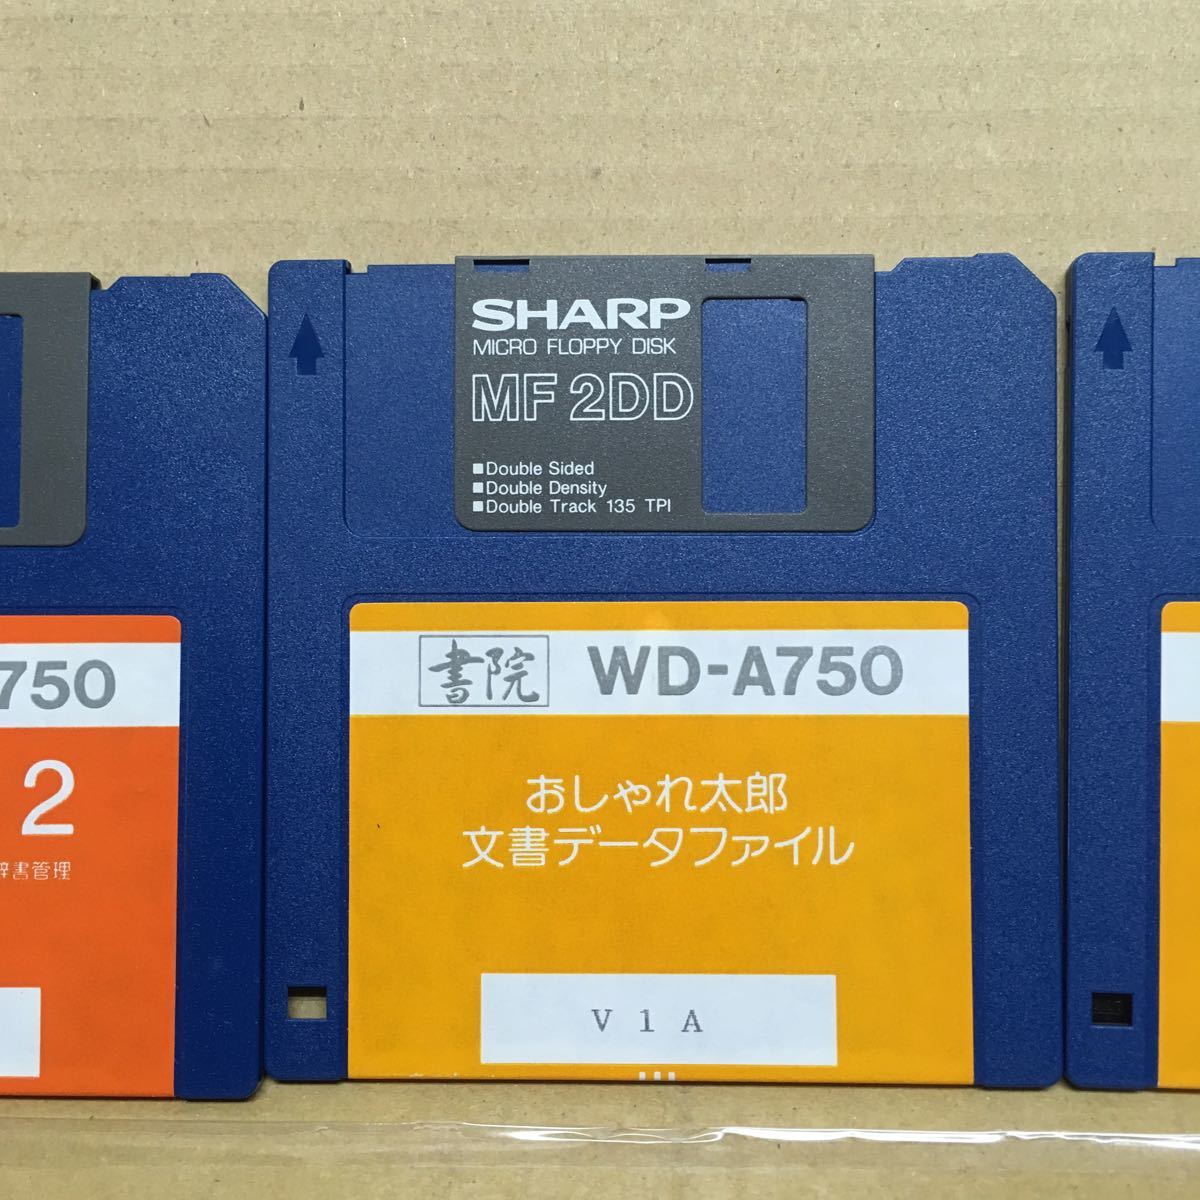 SHARP
MICRO FLOPPY DISK
MF 2DD
■Double Sided
■Double Density
■Double Track 135 TPI
750
2
辞書管理
書院 WD-A750
おしゃれ太郎
文書データファイル
V1A